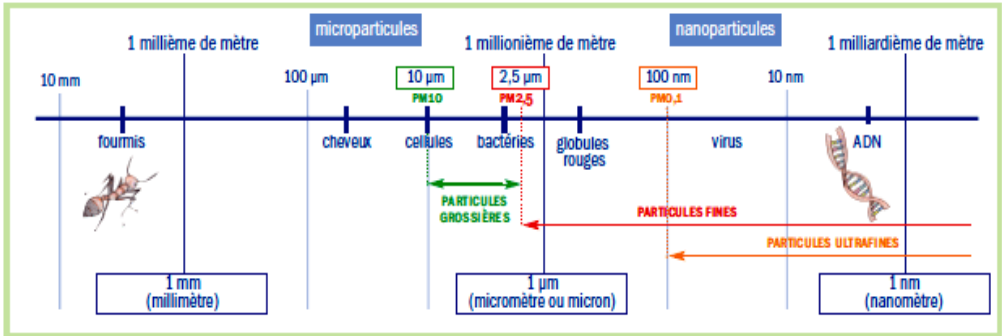 microparticules
nanoparticules
1 millième de mètre
1 millionième de mètre
1 milliardième de mètre
10 mm
100 µm
10 µm
2,5 µm
100 nm
10 nm
PM10
PM2,5
PM0,1
fourmis
cheveux
cellules
bactéries
globules
rouges
virus
ADN
PARTICULES
GROSSIÈRES
PARTICULES FINES
PARTICULES ULTRAFINES
1 mm
(millimètre)
1 µm
(micromètre ou micron)
1 nm
(nanomètre)